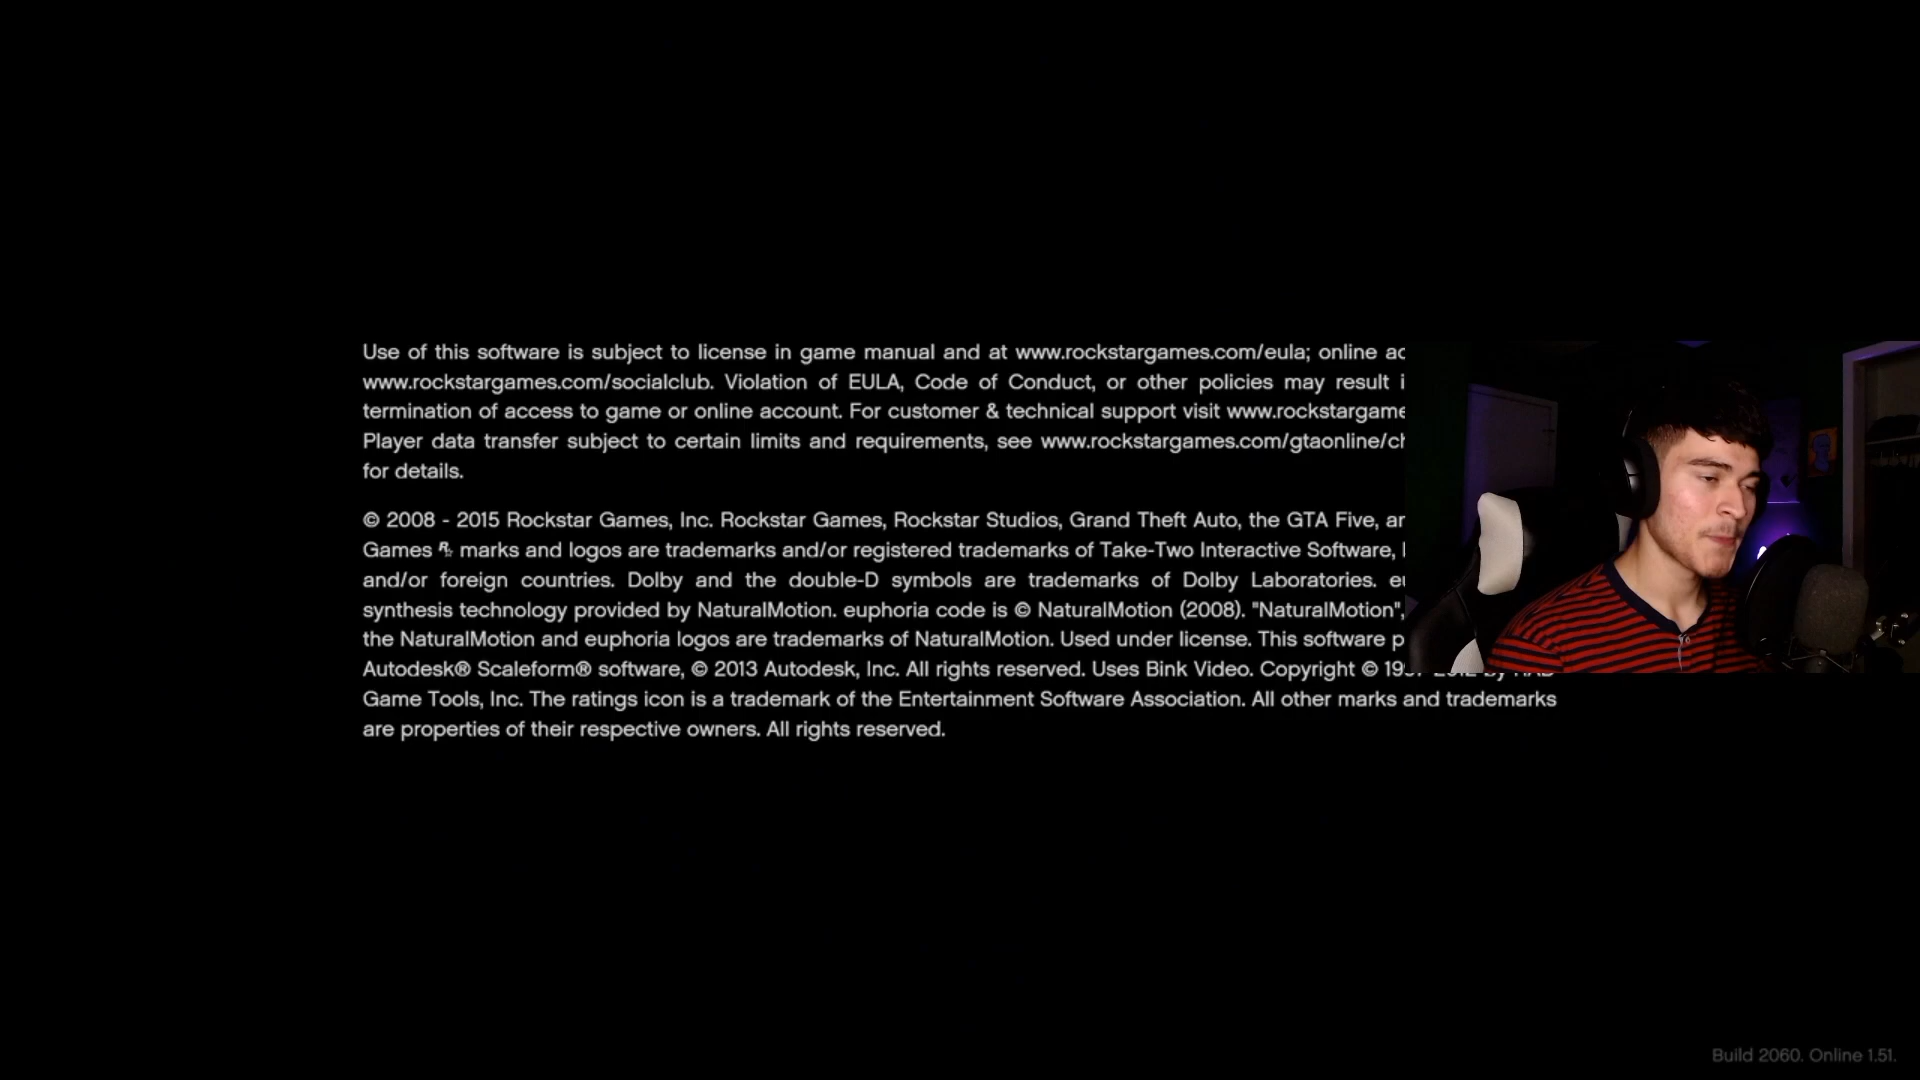 Use of this software is subject to license in game manual and at www.rockstargames.com/eula; online
www.rockstargames.com/socialclub. Violation of EULA, Code of Conduct, or other policies may result
termination of access to game or online account. For customer & technical support visit
Player data transfer subject to certain limits and requirements, see
for details.
© 2008 - 2015 Rockstar Games, Inc. Rockstar Games, Rockstar Studios, Grand Theft Auto, the GTA Five,
Games marks and logos are trademarks and/or registered trademarks of Take-Two Interactive Software,
and/or foreign countries. Dolby and the double-D symbols are trademarks of Dolby Laboratories.
synthesis technology provided by NaturalMotion. euphoria code is © NaturalMotion (2008). "NaturalMotion",
the NaturalMotion and euphoria logos are trademarks of NaturalMotion. Used under license. This software
Autodesk® Scaleform® software, © 2013 Autodesk, Inc. All rights reserved. Uses Bink Video. Copyright ©
Game Tools, Inc. The ratings icon is a trademark of the Entertainment Software Association. All other marks and trademarks
are properties of their respective owners. All rights reserved.
Build 2060. Online 1.51.